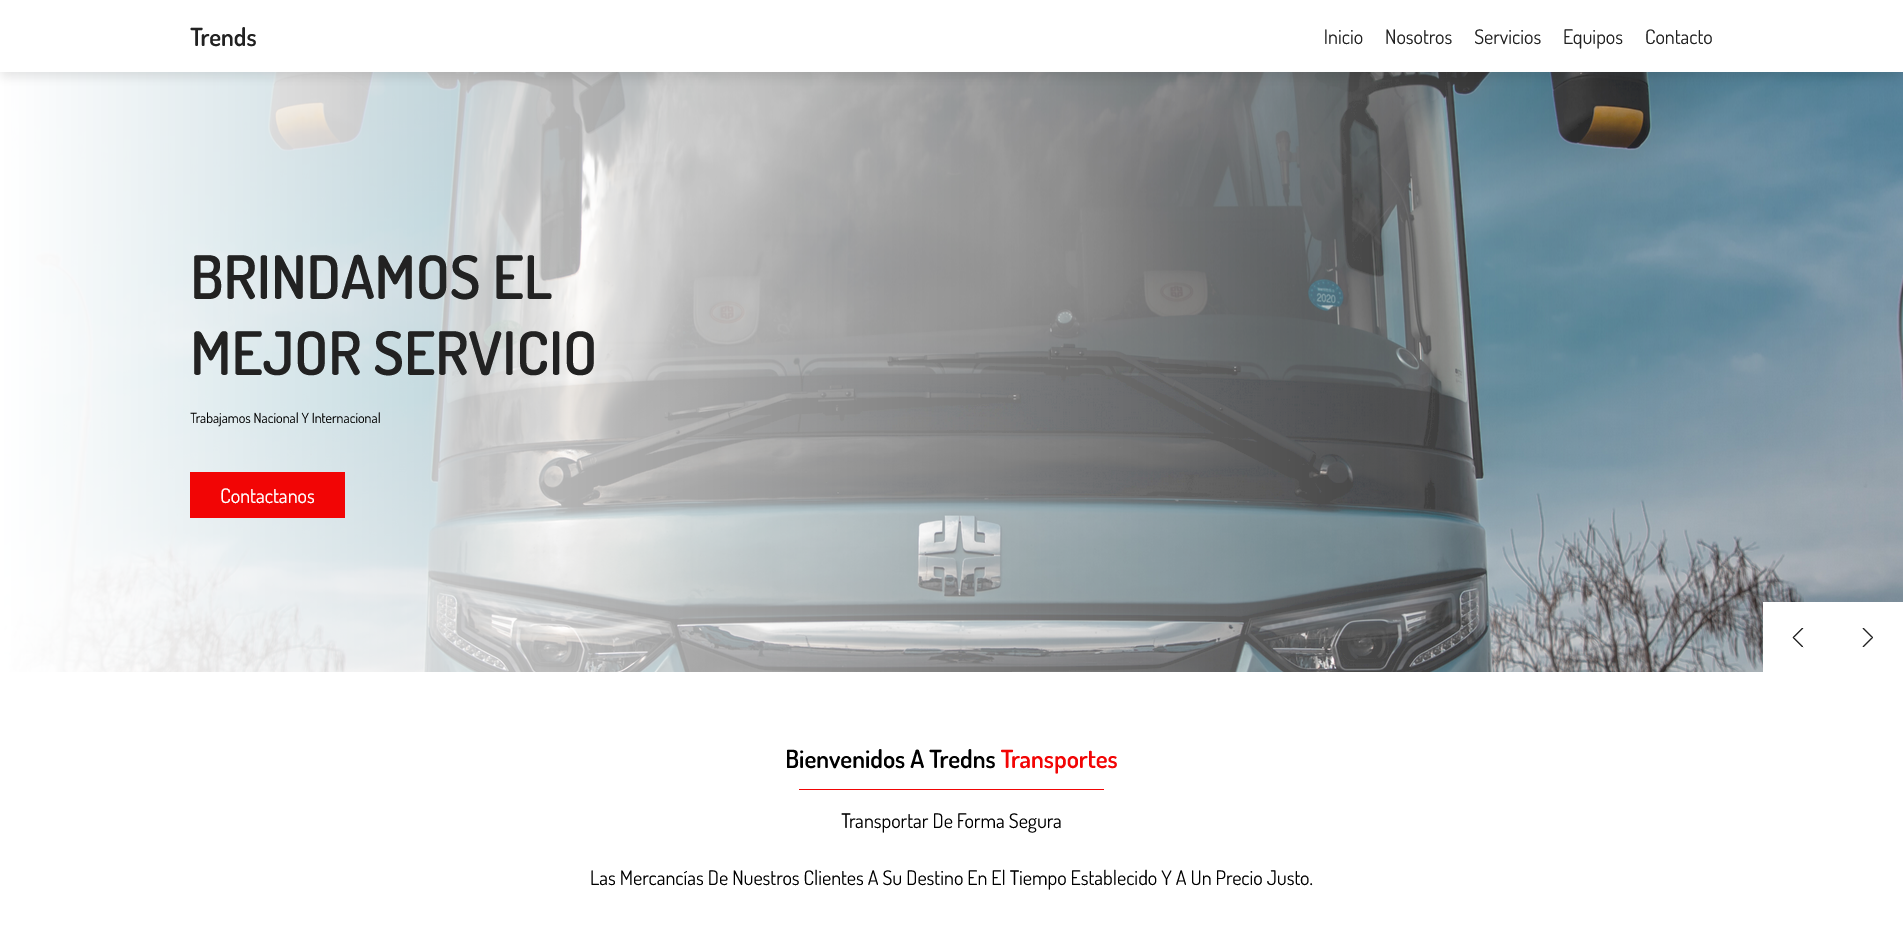 Trends
Inicio Nosotros Servicios Equipos Contacto
BRINDAMOS EL
MEJOR SERVICIO
Trabajamos Nacional Y Internacional
Contactanos
2020
Bienvenidos A Tredns Transportes
Transportar De Forma Segura
Las Mercancías De Nuestros Clientes A Su Destino En El Tiempo Establecido Y A Un Precio Justo.